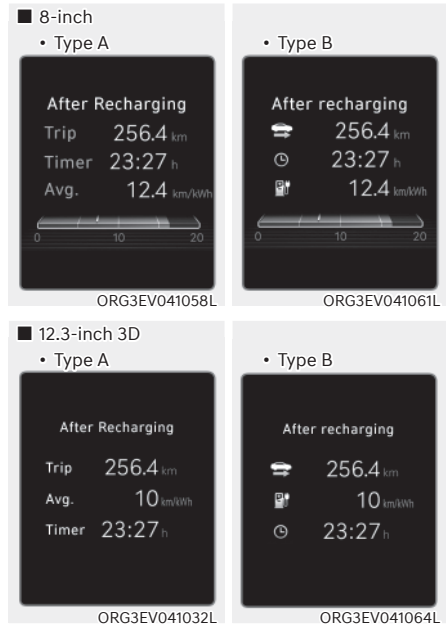 ■ 8-inch
• Type A
After Recharging
Trip 256.4 km
Timer 23:27 h
Avg. 12.4 km/kWh
0 10 20
ORG3EV041058L
• Type B
After recharging
256.4 km
23:27 h
12.4 km/kWh
0 10 20
ORG3EV041061L
■ 12.3-inch 3D
• Type A
After Recharging
Trip 256.4 km
Avg. 10 km/kWh
Timer 23:27 h
ORG3EV041032L
• Type B
After recharging
256.4 km
10 km/kWh
23:27 h
ORG3EV041064L